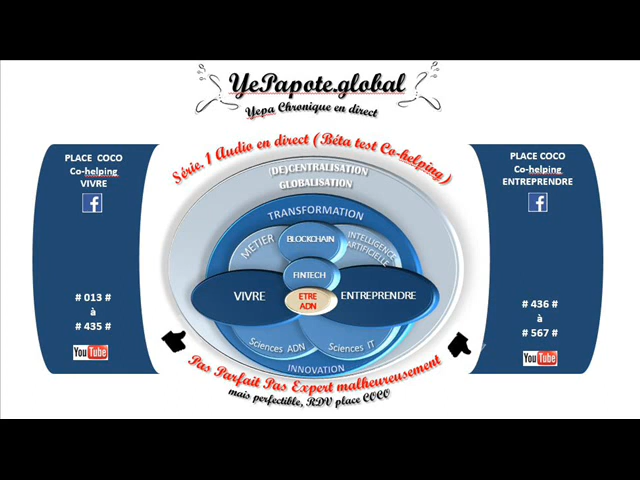 YePapote.global
Yepa Chronique en direct
Série, 1 Audio en direct (Béta test Co-helping)
(DE)CENTRALISATION
GLOBALISATION
TRANSFORMATION
METIER
BLOCKCHAIN
INTELLIGENCE
ARTIFICIELLE
FINTECH
VIVRE
ETRE
ADN
ENTREPRENDRE
Sciences ADN
Sciences IT
INNOVATION
Pas Parfait Pas Expert malheureusement
mais perfectible, RDV place COCO
PLACE COCO
Co-helping
VIVRE
f
# 013 #
à
# 435 #
YouTube
PLACE COCO
Co-helping
ENTREPRENDRE
f
# 436 #
à
# 567 #
YouTube